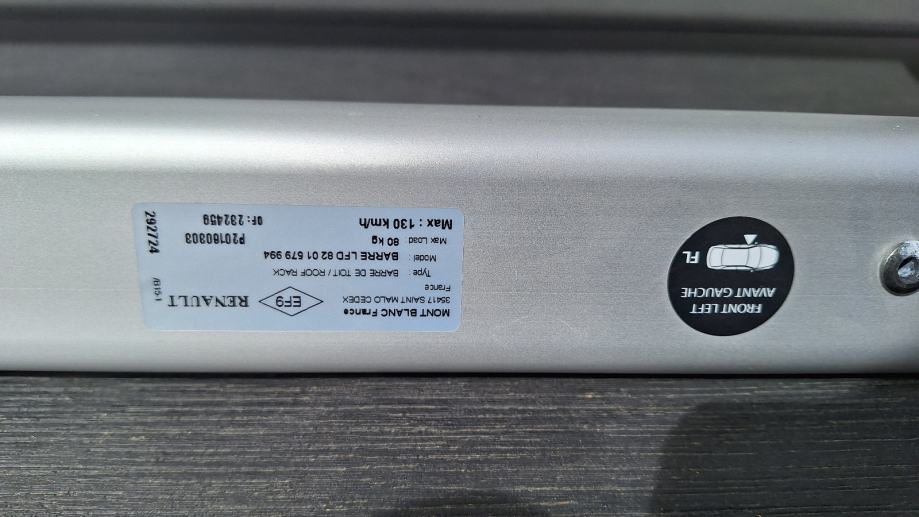 MONT BLANC France
35417 SAINT MALO CEDEX
France
EF9
RENAULT
/B15-1
Type : BARRE DE TOIT / ROOF RACK
Model : BARRE LFD 82 01 579 994
Max Load : 80 kg
Max : 130 km/h
P20180303
OF: 232459
292724
FRONT LEFT
AVANT GAUCHE
FL